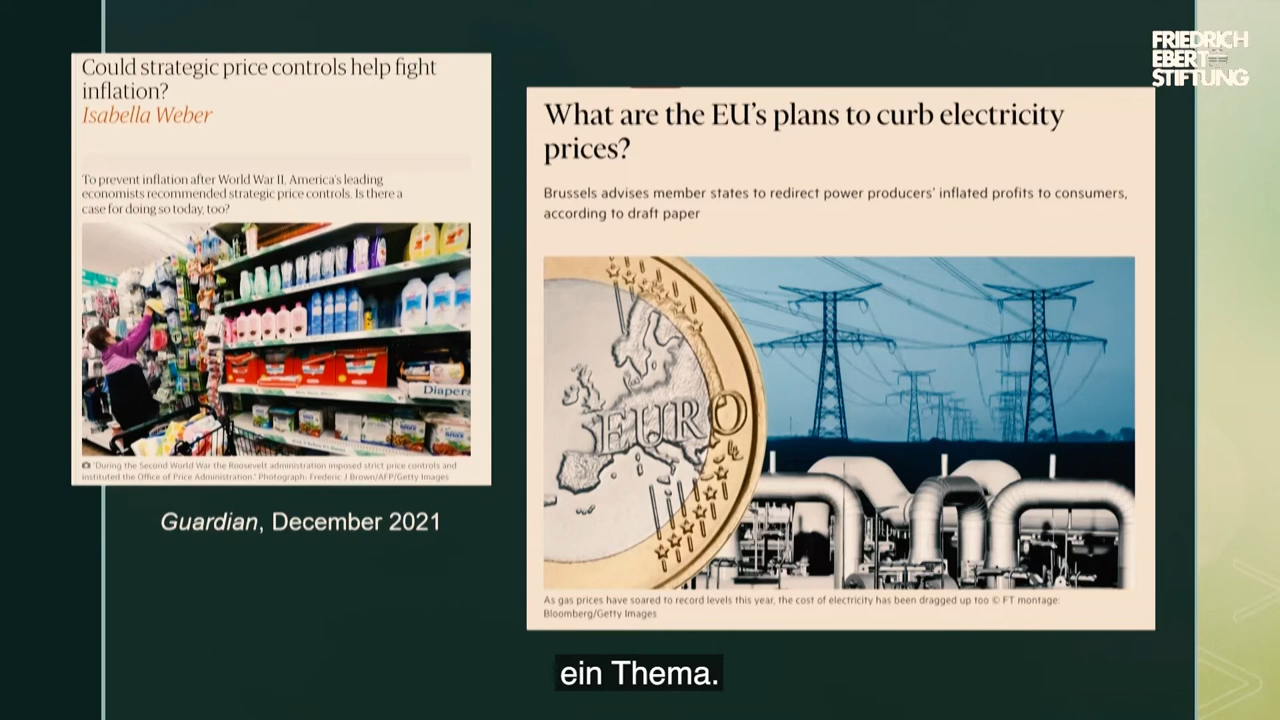 FRIEDRICH
EBERT
STIFTUNG
Could strategic price controls help fight
inflation?
Isabella Weber
To prevent inflation after World War II, America's leading
economists recommended strategic price controls. Is there a
case for doing so today, too?
Diapers
'During the Second World War the Roosevelt administration imposed strict price controls and
instituted the Office of Price Administration.' Photograph: Frederic J Brown/AFP/Getty Images
Guardian, December 2021
What are the EU's plans to curb electricity
prices?
Brussels advises member states to redirect power producers' inflated profits to consumers,
according to draft paper
EURO
As gas prices have soared to record levels this year, the cost of electricity has been dragged up too © FT montage:
Bloomberg/Getty Images
ein Thema.